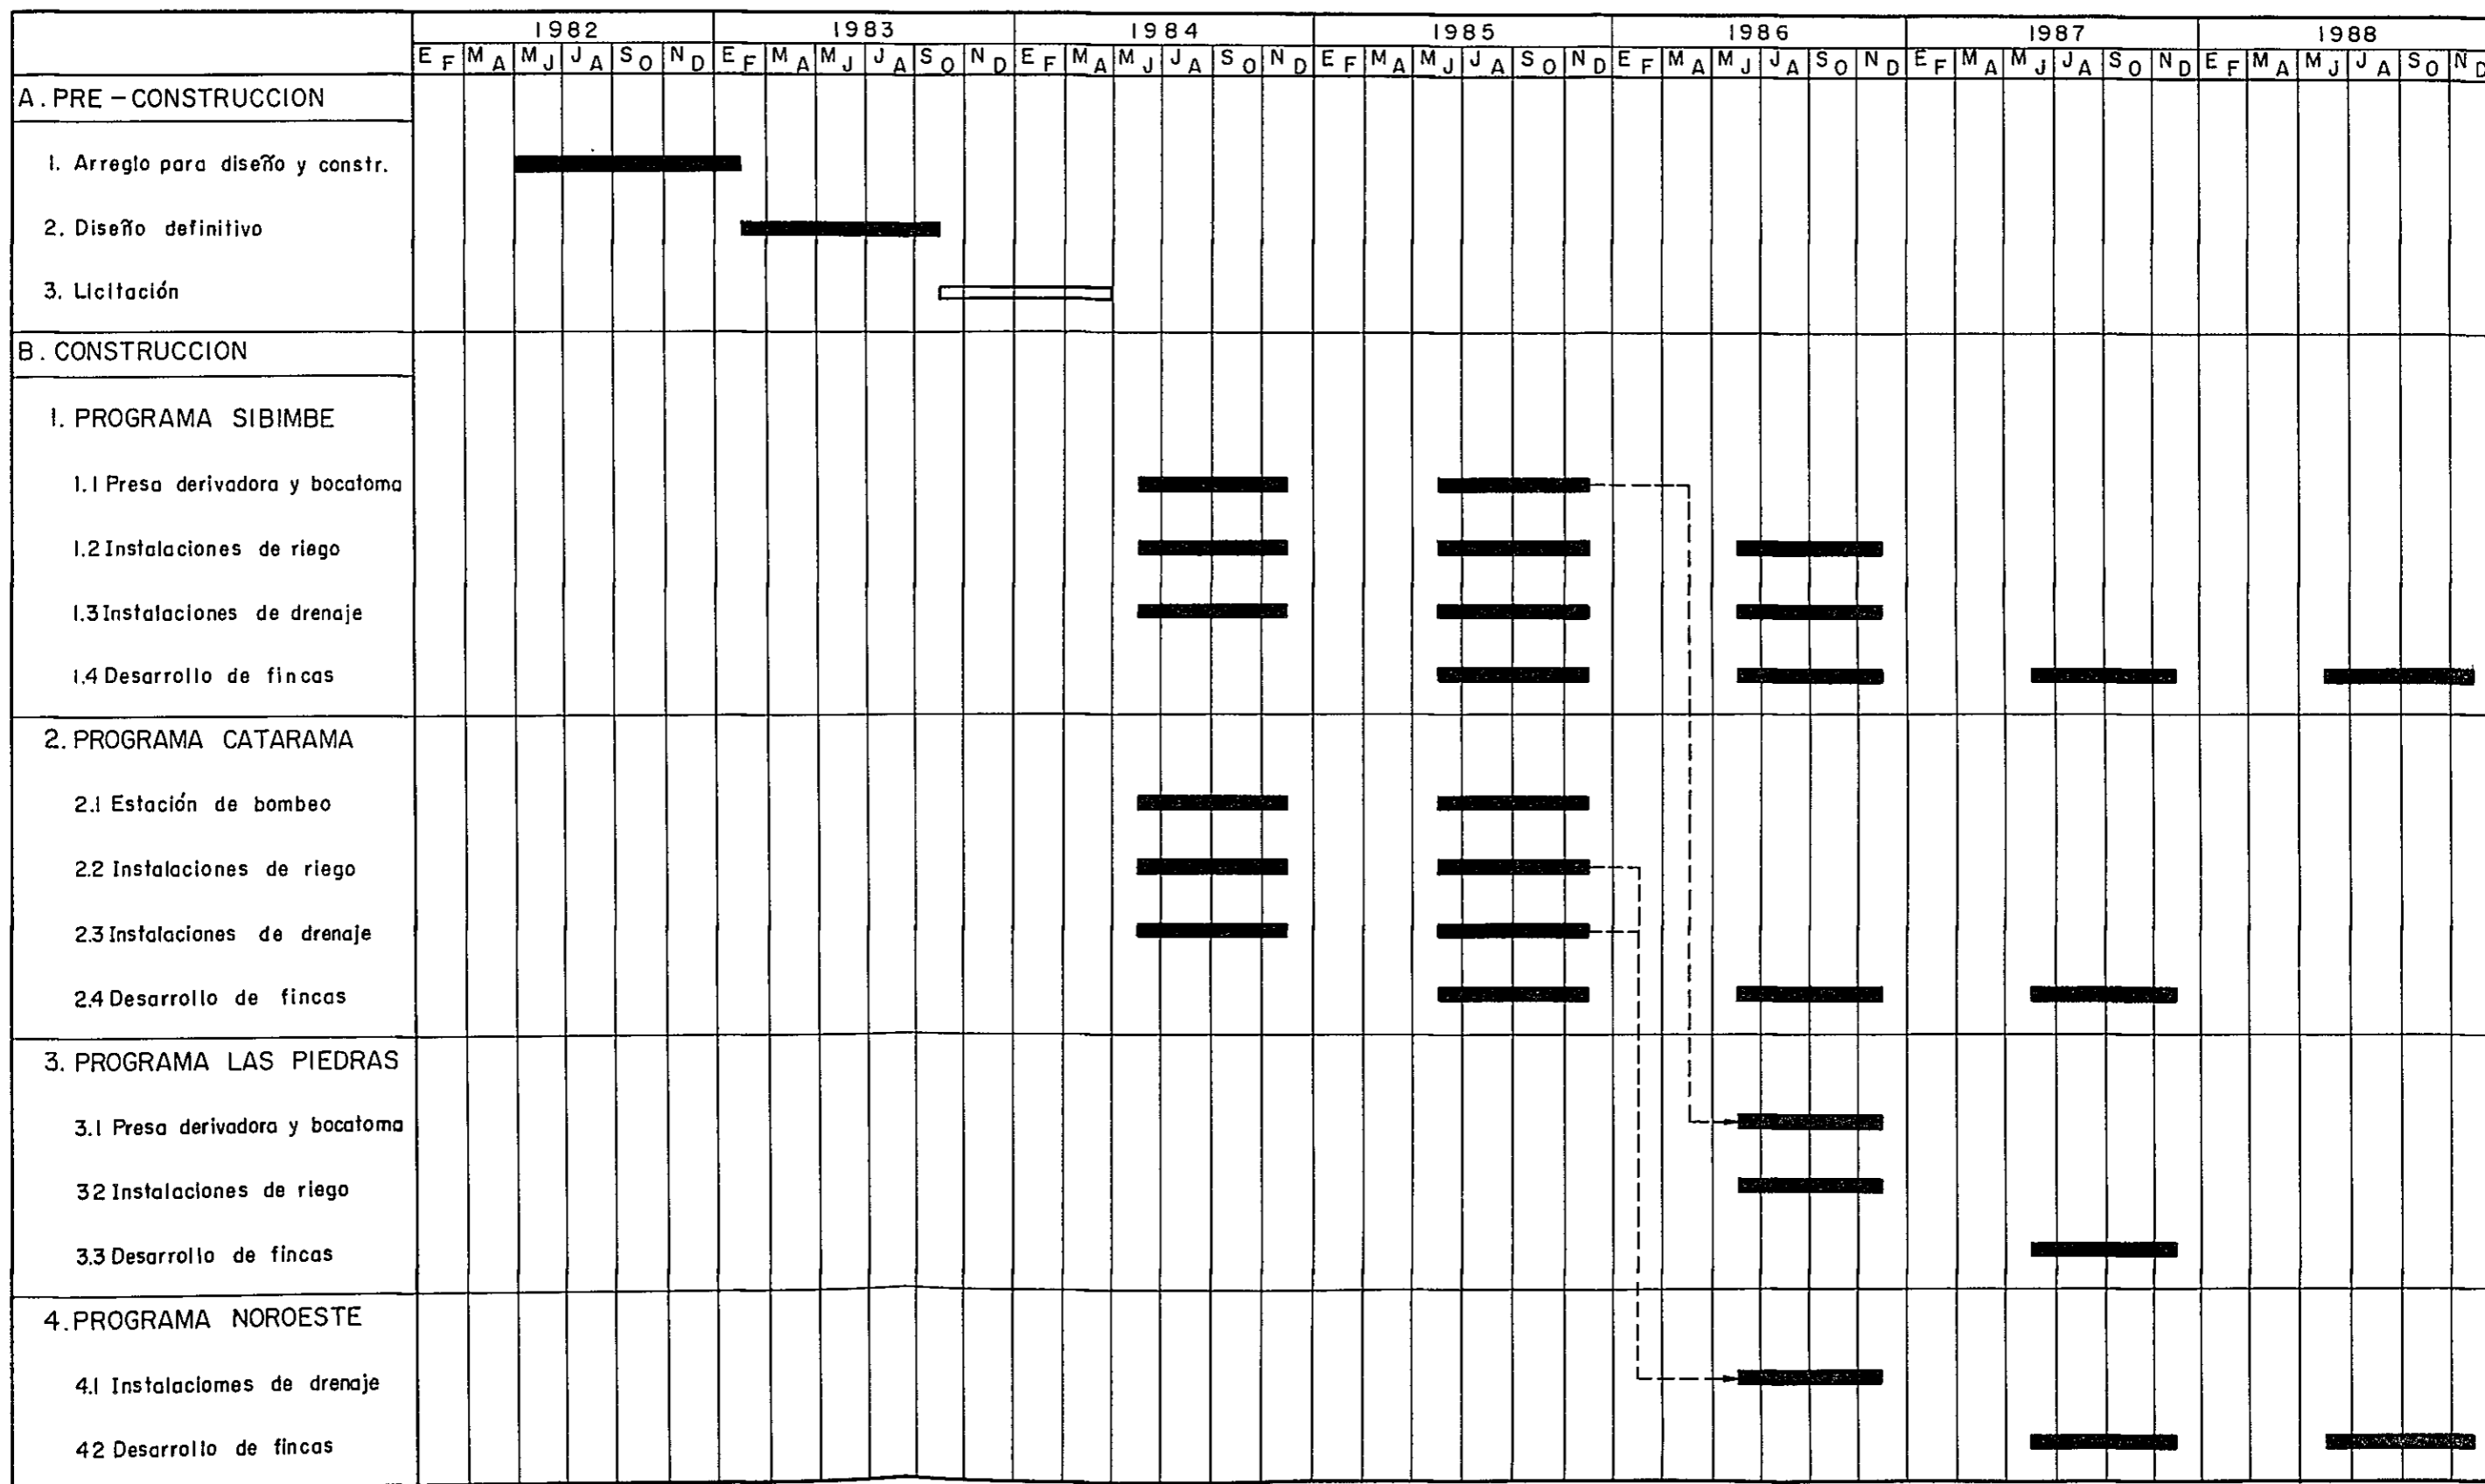 1982 1983 1984 1985 1986 1987 1988
E F M A M J J A S O N D E F M A M J J A S O N D E F M A M J J A S O N D E F M A M J J A S O N D E F M A M J J A S O N D E F M A M J J A S O N D E F M A M J J A S O N D
A. PRE-CONSTRUCCION
1. Arreglo para diseño y constr.
2. Diseño definitivo
3. Licitación
B. CONSTRUCCION
1. PROGRAMA SIBIMBE
1.1 Presa derivadora y bocatoma
1.2 Instalaciones de riego
1.3 Instalaciones de drenaje
1.4 Desarrollo de fincas
2. PROGRAMA CATARAMA
2.1 Estación de bombeo
2.2 Instalaciones de riego
2.3 Instalaciones de drenaje
2.4 Desarrollo de fincas
3. PROGRAMA LAS PIEDRAS
3.1 Presa derivadora y bocatoma
32 Instalaciones de riego
3.3 Desarrollo de fincas
4. PROGRAMA NOROESTE
4.1 Instalaciomes de drenaje
42 Desarrollo de fincas